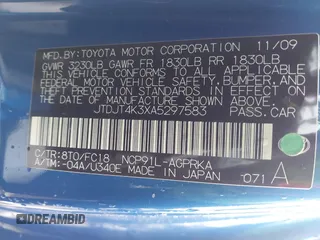 MFD. BY: TOYOTA MOTOR CORPORATION 11/09
GVWR 3230LB GAWR FR 1830LB RR 1830LB
THIS VEHICLE CONFORMS TO ALL APPLICABLE
FEDERAL MOTOR VEHICLE SAFETY, BUMPER, AND
THEFT PREVENTION STANDARDS IN EFFECT ON THE
DATE OF MANUFACTURE SHOWN ABOVE.
JTDJT4K3XA5297583 PASS.CAR
C/TR:8T0/FC18 NCP91L-AGPRKA
A/TM:-04A/U340E MADE IN JAPAN 071 A
DREAMBID